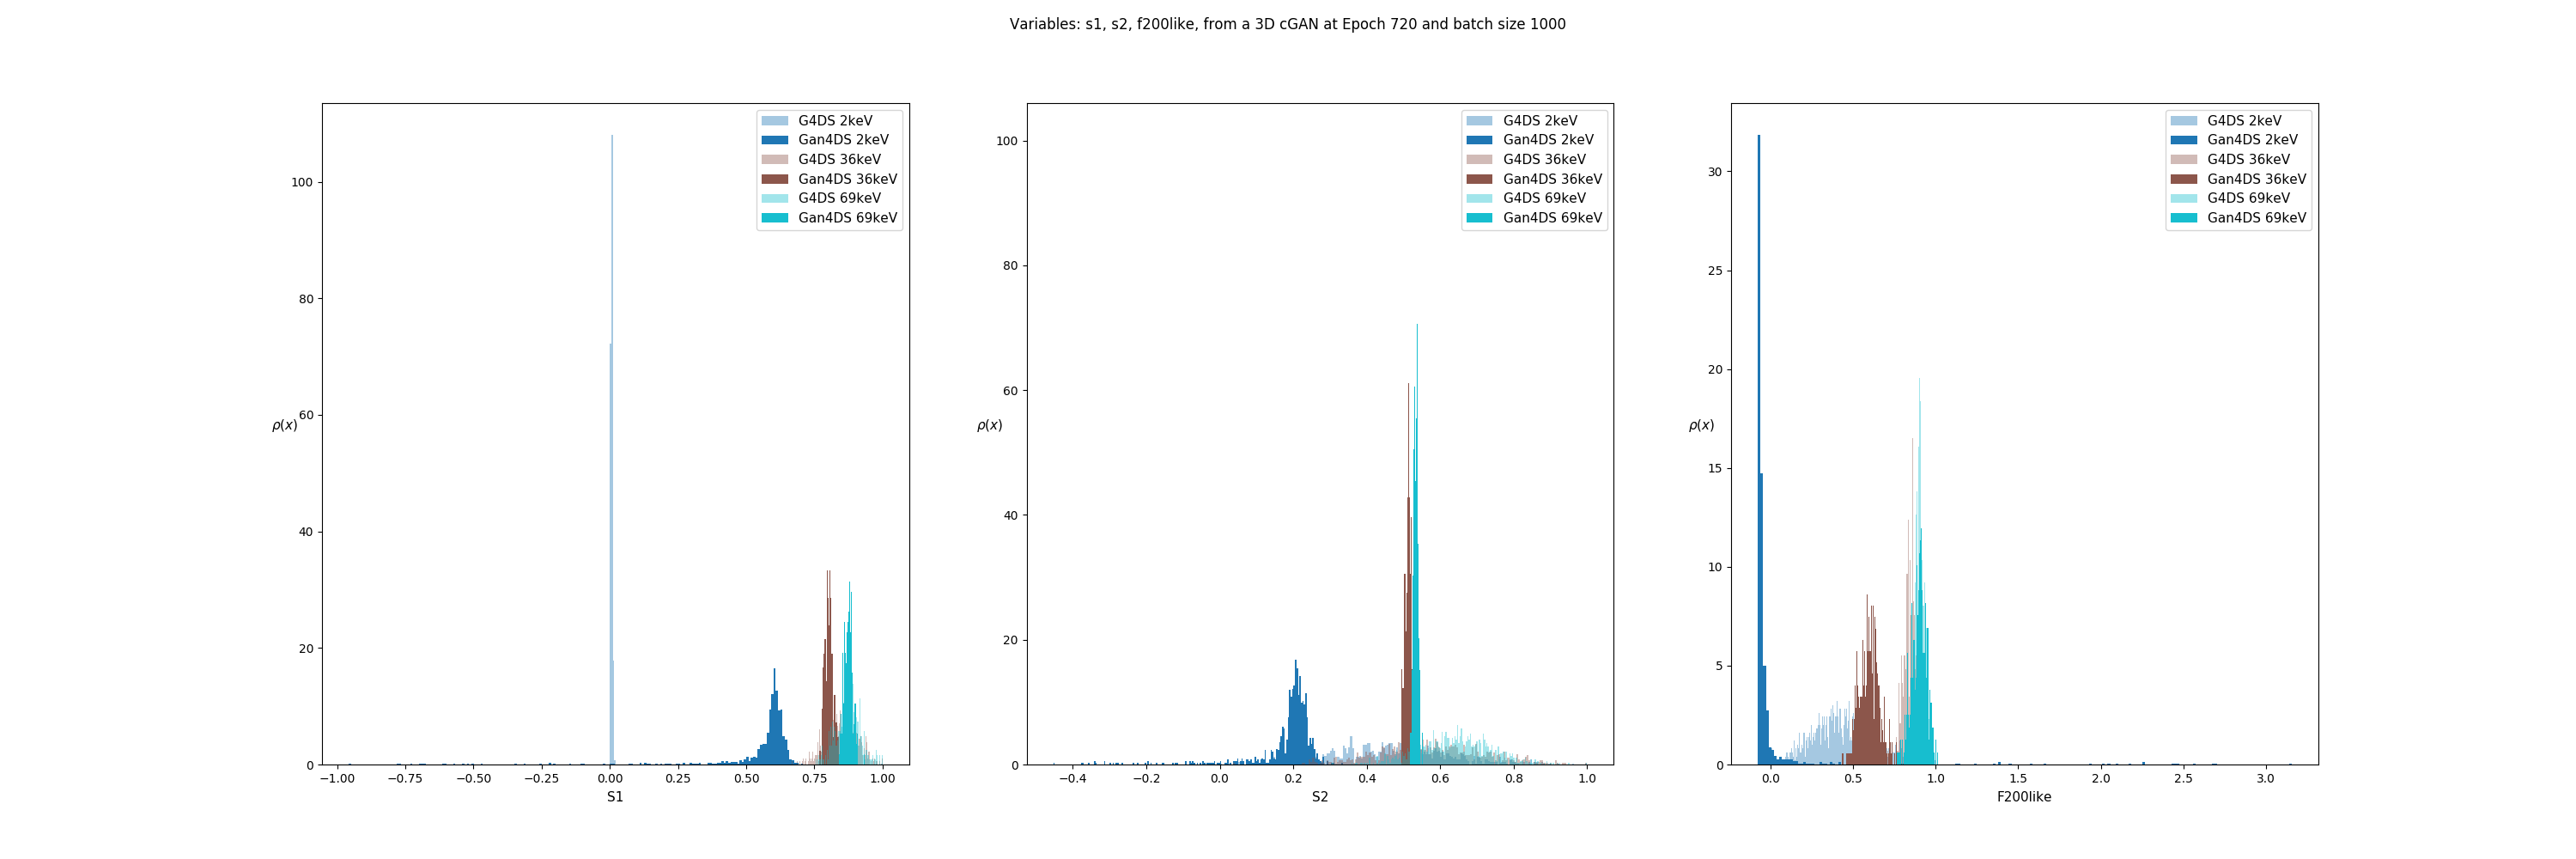 Variables: s1, s2, f200like, from a 3D cGAN at Epoch 720 and batch size 1000
G4DS 2keV
Gan4DS 2keV
G4DS 36keV
Gan4DS 36keV
G4DS 69keV
Gan4DS 69keV
100
80
60
40
20
0
ρ(x)
−1.00 −0.75 −0.50 −0.25 0.00 0.25 0.50 0.75 1.00
S1
G4DS 2keV
Gan4DS 2keV
G4DS 36keV
Gan4DS 36keV
G4DS 69keV
Gan4DS 69keV
100
80
60
40
20
0
ρ(x)
−0.4 −0.2 0.0 0.2 0.4 0.6 0.8 1.0
S2
G4DS 2keV
Gan4DS 2keV
G4DS 36keV
Gan4DS 36keV
G4DS 69keV
Gan4DS 69keV
30
25
20
15
10
5
0
ρ(x)
0.0 0.5 1.0 1.5 2.0 2.5 3.0
F200like